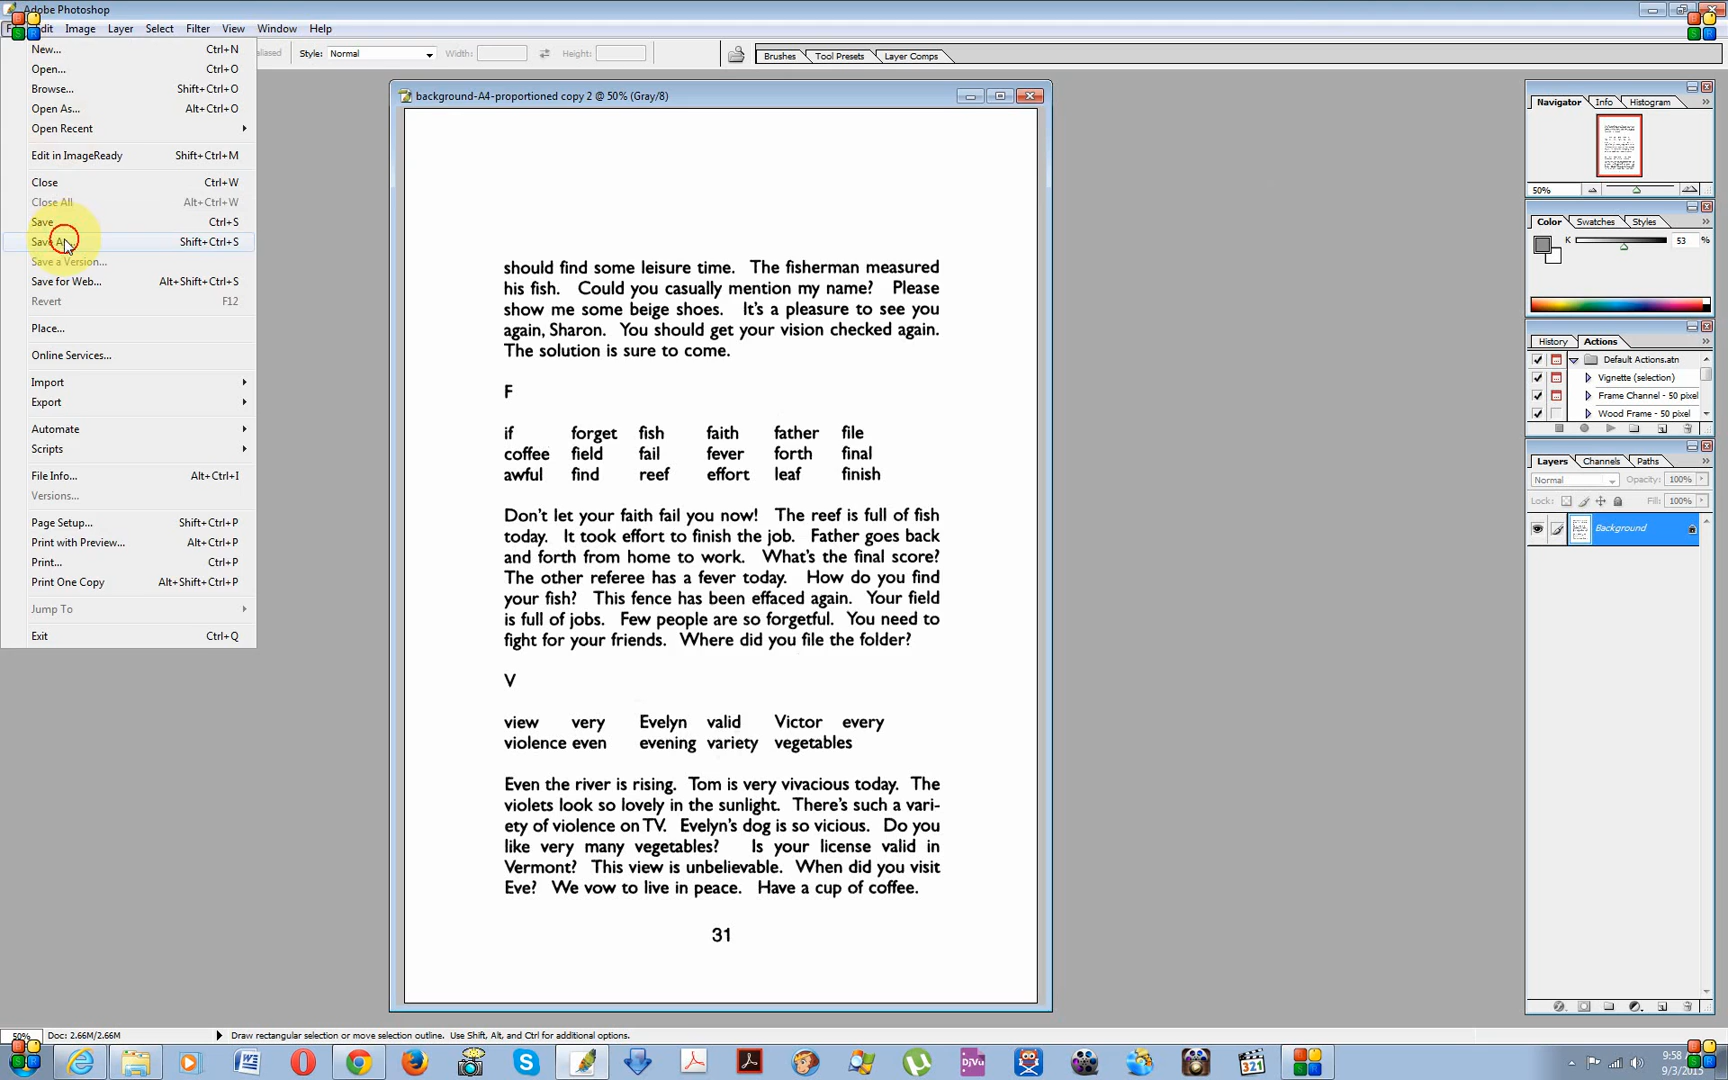 Adobe Photoshop
Edit Image Layer Select Filter View Window Help
Style: Normal Width: Height: Brushes Tool Presets Layer Comps
New... Ctrl+N
Open... Ctrl+O
Browse... Shift+Ctrl+O
Open As... Alt+Ctrl+O
Open Recent
Edit in ImageReady Shift+Ctrl+M
Close Ctrl+W
Close All Alt+Ctrl+W
Save Ctrl+S
Save As... Shift+Ctrl+S
Save a Version...
Save for Web... Alt+Shift+Ctrl+S
Revert F12
Place...
Online Services...
Import
Export
Automate
Scripts
File Info... Alt+Ctrl+I
Versions...
Page Setup... Shift+Ctrl+P
Print with Preview... Alt+Ctrl+P
Print... Ctrl+P
Print One Copy Alt+Shift+Ctrl+P
Jump To
Exit Ctrl+Q
background-A4-proportioned copy 2 @ 50% (Gray/8)
should find some leisure time. The fisherman measured
his fish. Could you casually mention my name? Please
show me some beige shoes. It's a pleasure to see you
again, Sharon. You should get your vision checked again.
The solution is sure to come.
F
if forget fish faith father file
coffee field fail fever forth final
awful find reef effort leaf finish
Don't let your faith fail you now! The reef is full of fish
today. It took effort to finish the job. Father goes back
and forth from home to work. What's the final score?
The other referee has a fever today. How do you find
your fish? This fence has been effaced again. Your field
is full of jobs. Few people are so forgetful. You need to
fight for your friends. Where did you file the folder?
V
view very Evelyn valid Victor every
violence even evening variety vegetables
Even the river is rising. Tom is very vivacious today. The
violets look so lovely in the sunlight. There's such a vari-
ety of violence on TV. Evelyn's dog is so vicious. Do you
like very many vegetables? Is your license valid in
Vermont? This view is unbelievable. When did you visit
Eve? We vow to live in peace. Have a cup of coffee.
31
Navigator Info Histogram
50%
Color Swatches Styles
K 53 %
History Actions
Default Actions.atn
Vignette (selection)
Frame Channel - 50 pixel
Wood Frame - 50 pixel
Layers Channels Paths
Normal Opacity: 100%
Lock: Fill: 100%
Background
50% Doc: 2.66M/2.66M Draw rectangular selection or move selection outline. Use Shift, Alt, and Ctrl for additional options.
W
S
DjVu
321
9:58
9/3/2015